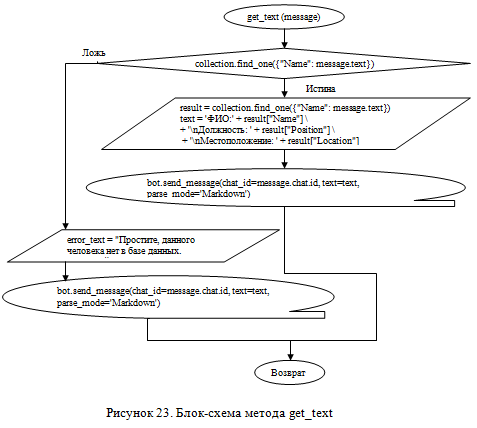 get_text (message)
Ложь
collection.find_one({"Name": message.text})
Истина
result = collection.find_one({"Name": message.text})
text = 'ФИО:' + result["Name"] \
+ '\nДолжность: ' + result["Position"] \
+ '\nМестоположение: ' + result["Location"]
bot.send_message(chat_id=message.chat.id, text=text,
parse_mode='Markdown')
error_text = "Простите, данного
человека нет в базе данных.
bot.send_message(chat_id=message.chat.id, text=text,
parse_mode='Markdown')
Возврат
Рисунок 23. Блок-схема метода get_text